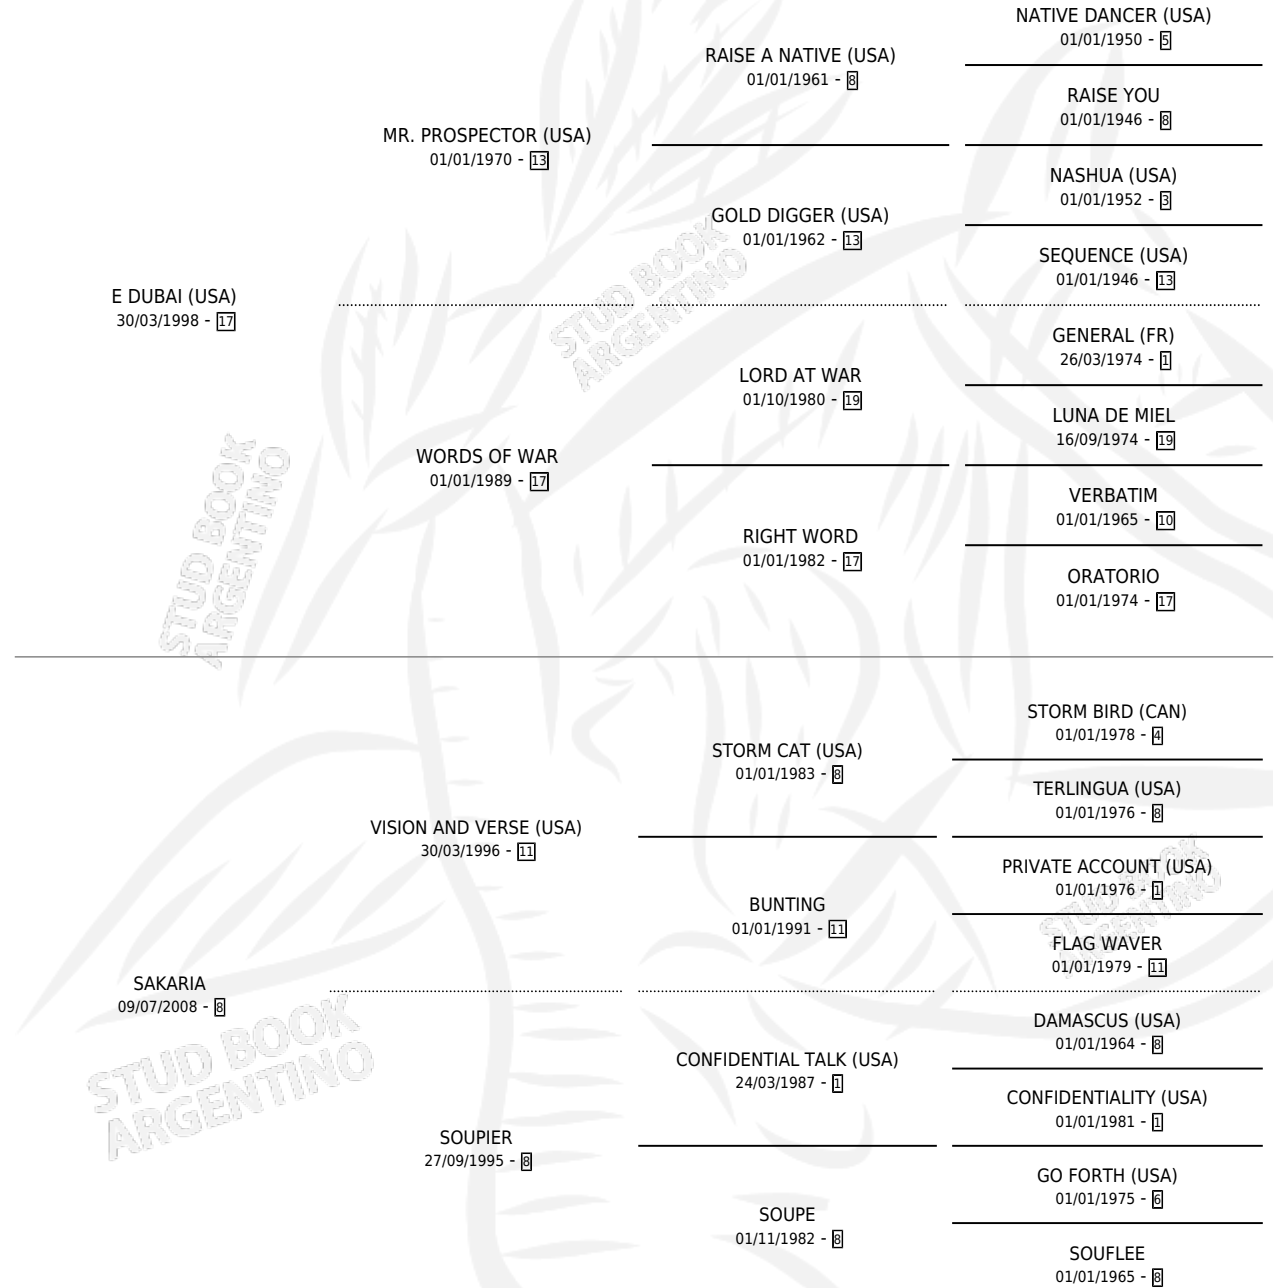 NATIVE DANCER (USA)
01/01/1950 - 5
RAISE A NATIVE (USA)
01/01/1961 - 8
RAISE YOU
01/01/1946 - 8
MR. PROSPECTOR (USA)
01/01/1970 - 13
NASHUA (USA)
01/01/1952 - 3
GOLD DIGGER (USA)
01/01/1962 - 13
SEQUENCE (USA)
01/01/1946 - 13
E DUBAI (USA)
30/03/1998 - 17
GENERAL (FR)
26/03/1974 - 1
LORD AT WAR
01/10/1980 - 19
LUNA DE MIEL
16/09/1974 - 19
WORDS OF WAR
01/01/1989 - 17
VERBATIM
01/01/1965 - 10
RIGHT WORD
01/01/1982 - 17
ORATORIO
01/01/1974 - 17
STORM BIRD (CAN)
01/01/1978 - 4
STORM CAT (USA)
01/01/1983 - 8
TERLINGUA (USA)
01/01/1976 - 8
VISION AND VERSE (USA)
30/03/1996 - 11
PRIVATE ACCOUNT (USA)
01/01/1976 - 1
BUNTING
01/01/1991 - 11
FLAG WAVER
01/01/1979 - 11
SAKARIA
09/07/2008 - 8
DAMASCUS (USA)
01/01/1964 - 8
CONFIDENTIAL TALK (USA)
24/03/1987 - 1
CONFIDENTIALITY (USA)
01/01/1981 - 1
SOUPIER
27/09/1995 - 8
GO FORTH (USA)
01/01/1975 - 6
SOUPE
01/11/1982 - 8
SOUFLEE
01/01/1965 - 8
STUD BOOK
ARGENTINO
STUD BOOK
ARGENTINO
STUD BOOK
ARGENTINO
STUD BOOK
ARGENTINO